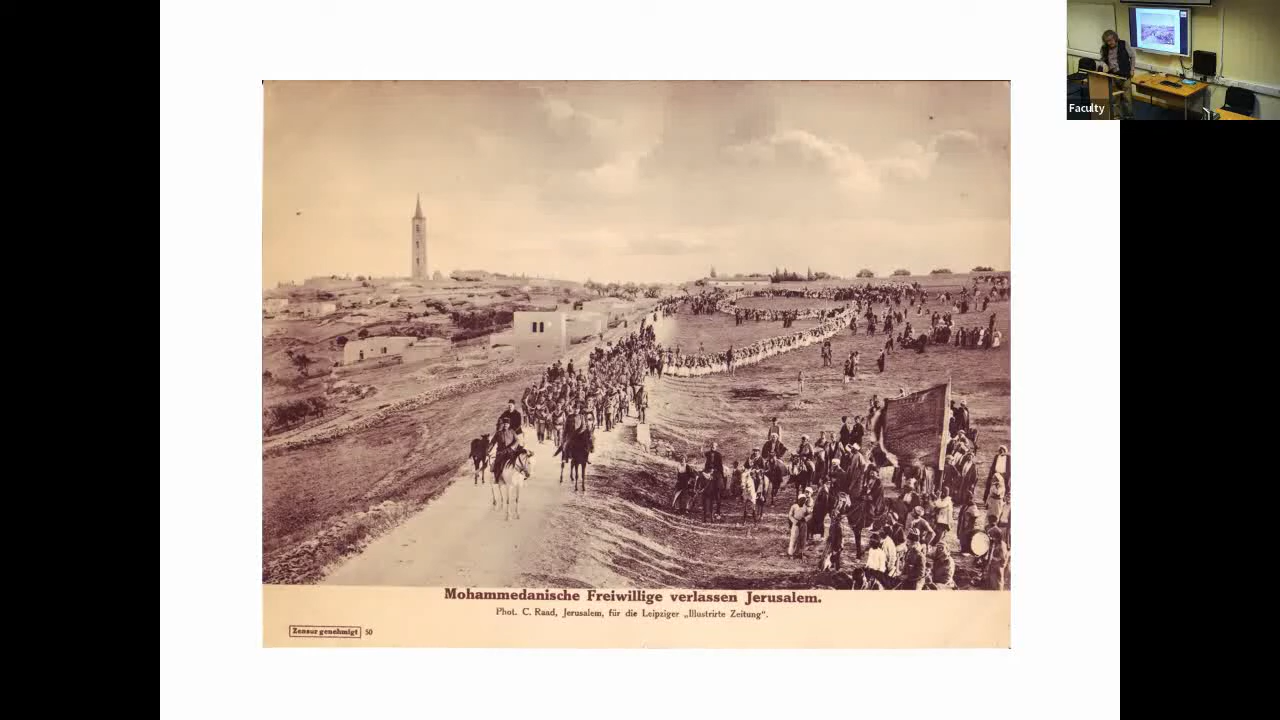 Faculty
Mohammedanische Freiwillige verlassen Jerusalem.
Phot. C. Raad, Jerusalem, für die Leipziger „Illustrirte Zeitung“.
Zensur genehmigt 50